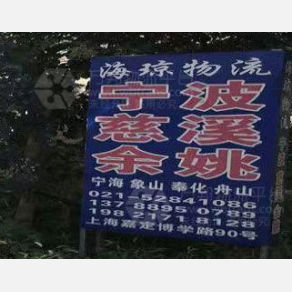 海琼物流
宁波
慈溪
余姚
宁海 象山 奉化 舟山
021 52841086
137 8895 0789
198 2171 8128
上海嘉定博学路90号